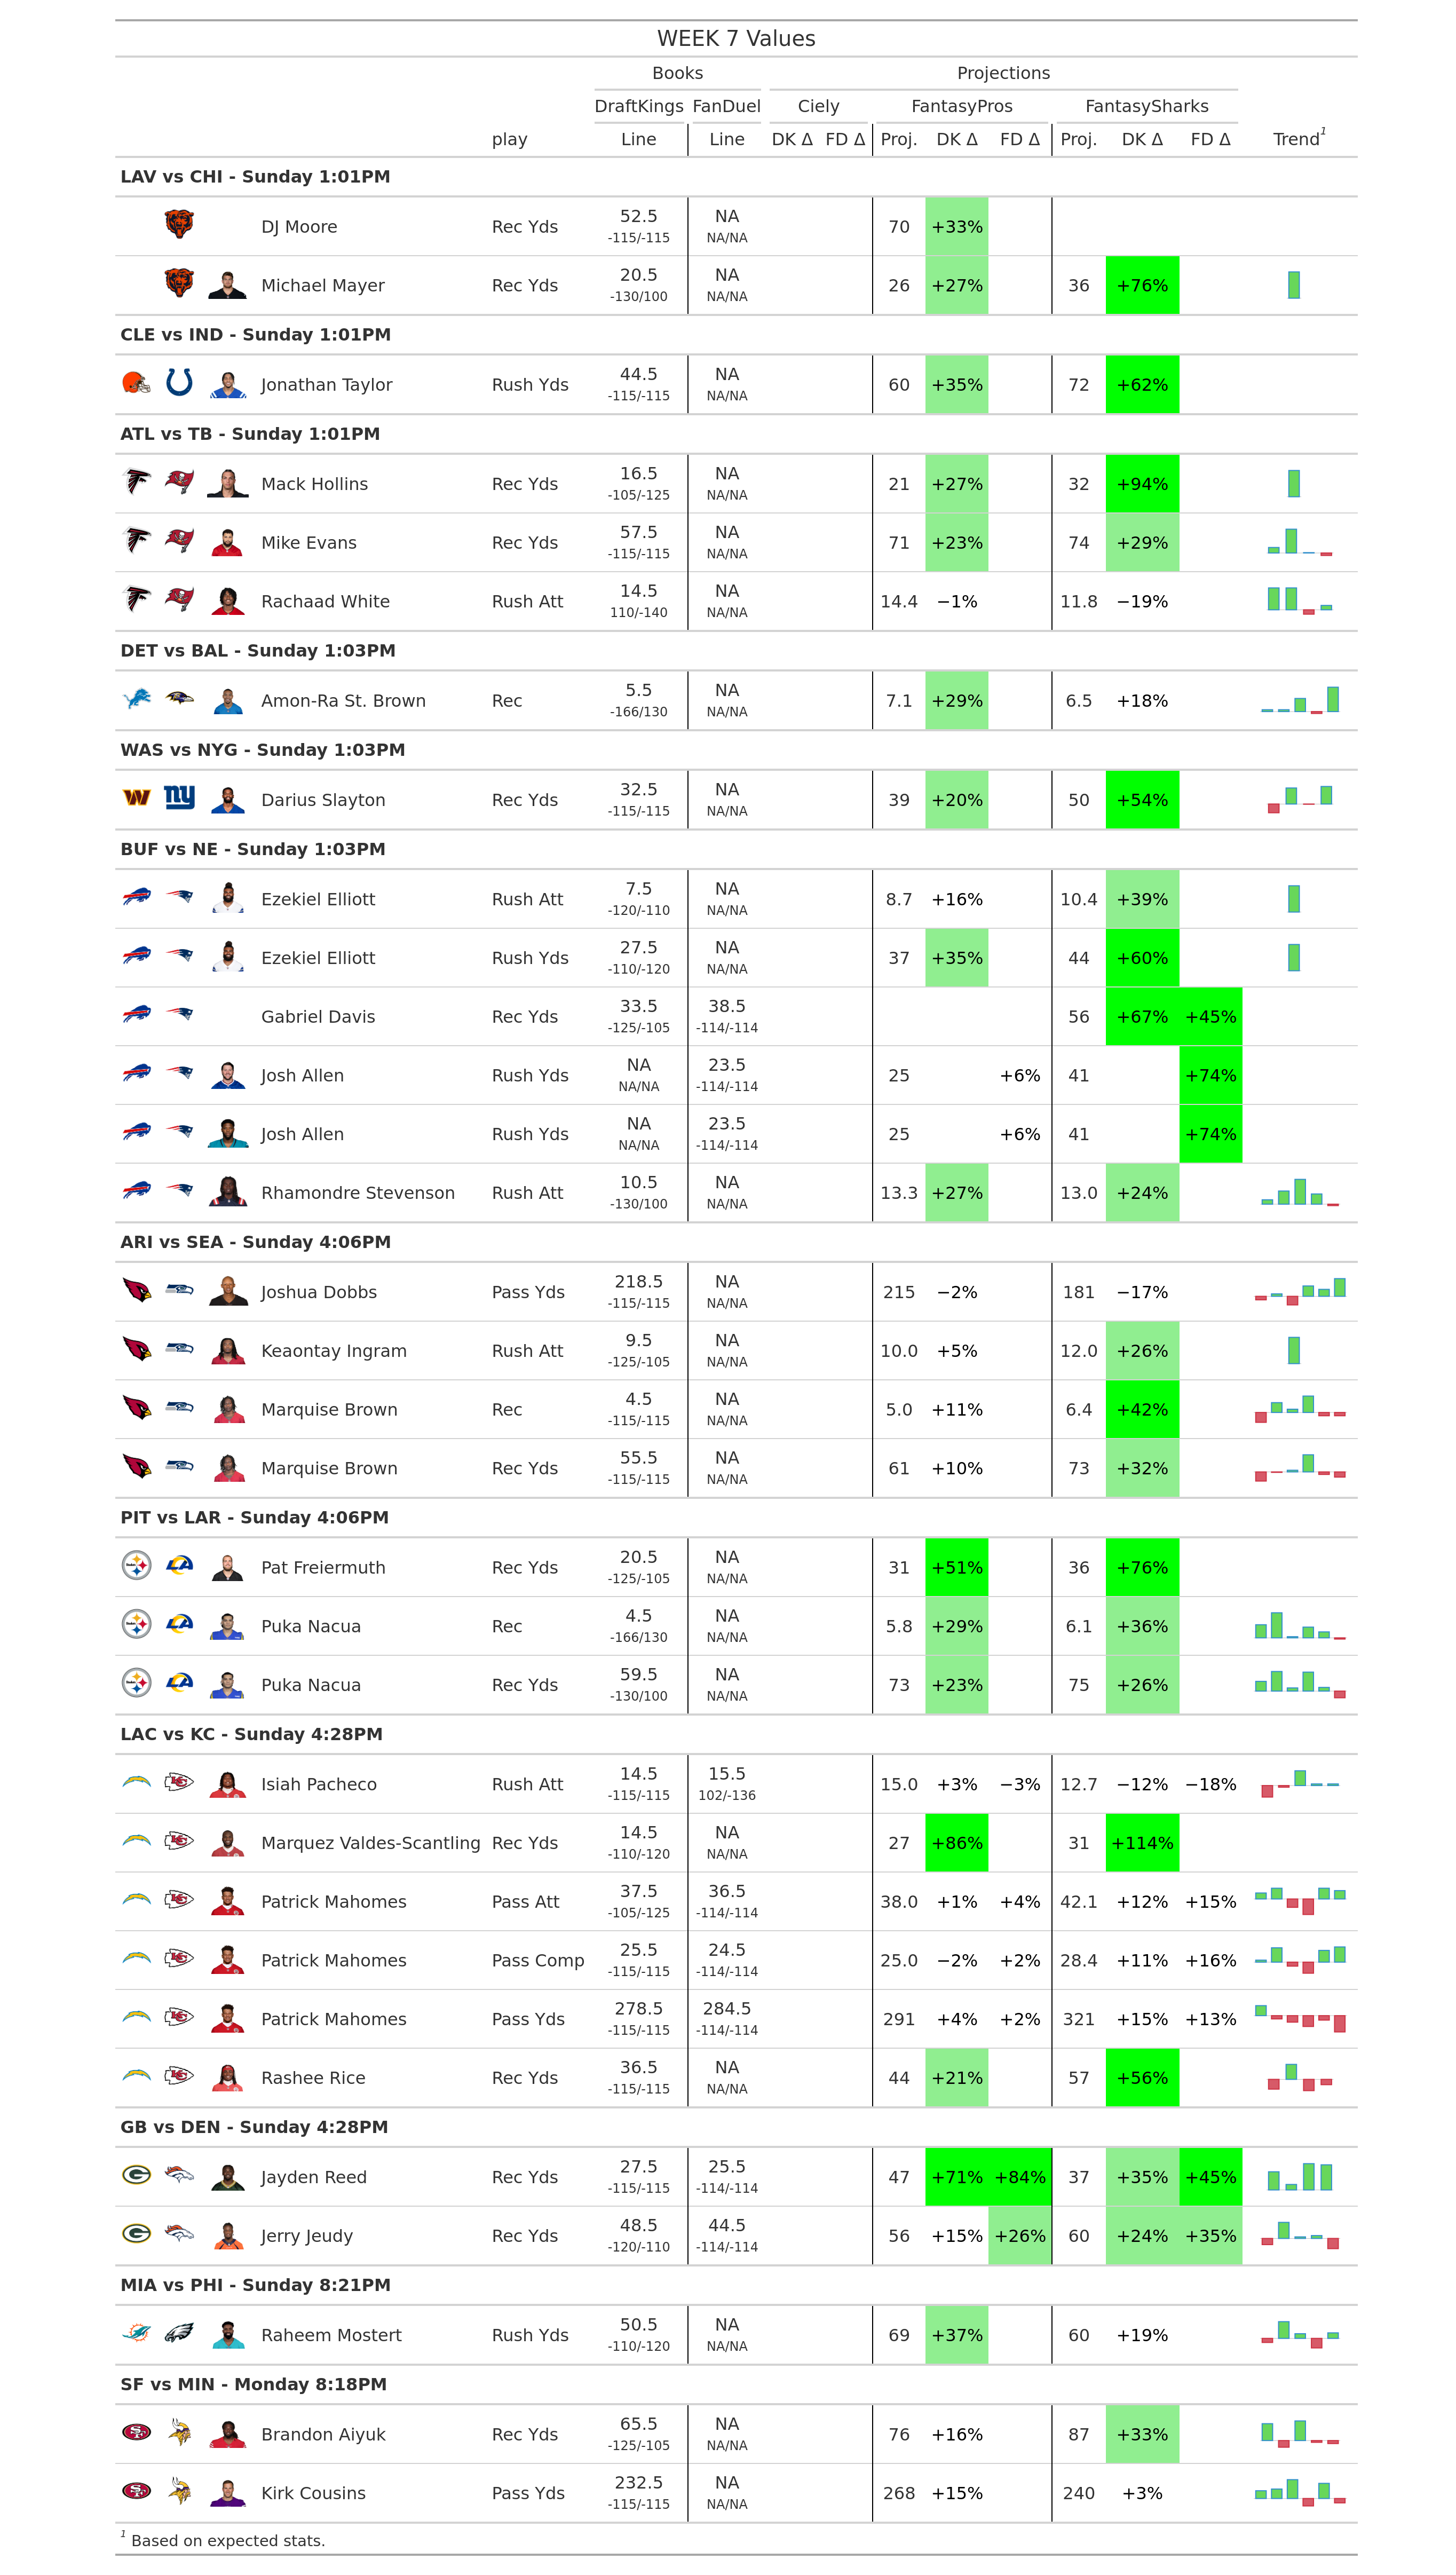 WEEK 7 Values
Books Projections
DraftKings FanDuel Ciely FantasyPros FantasySharks
play Line Line DK Δ FD Δ Proj. DK Δ FD Δ Proj. DK Δ FD Δ Trend1
LAV vs CHI - Sunday 1:01PM
DJ Moore Rec Yds 52.5 NA 70 +33%
-115/-115 NA/NA
Michael Mayer Rec Yds 20.5 NA 26 +27% 36 +76%
-130/100 NA/NA
CLE vs IND - Sunday 1:01PM
Jonathan Taylor Rush Yds 44.5 NA 60 +35% 72 +62%
-115/-115 NA/NA
ATL vs TB - Sunday 1:01PM
Mack Hollins Rec Yds 16.5 NA 21 +27% 32 +94%
-105/-125 NA/NA
Mike Evans Rec Yds 57.5 NA 71 +23% 74 +29%
-115/-115 NA/NA
Rachaad White Rush Att 14.5 NA 14.4 −1% 11.8 −19%
110/-140 NA/NA
DET vs BAL - Sunday 1:03PM
Amon-Ra St. Brown Rec 5.5 NA 7.1 +29% 6.5 +18%
-166/130 NA/NA
WAS vs NYG - Sunday 1:03PM
Darius Slayton Rec Yds 32.5 NA 39 +20% 50 +54%
-115/-115 NA/NA
BUF vs NE - Sunday 1:03PM
Ezekiel Elliott Rush Att 7.5 NA 8.7 +16% 10.4 +39%
-120/-110 NA/NA
Ezekiel Elliott Rush Yds 27.5 NA 37 +35% 44 +60%
-110/-120 NA/NA
Gabriel Davis Rec Yds 33.5 38.5 56 +67% +45%
-125/-105 -114/-114
Josh Allen Rush Yds NA 23.5 25 +6% 41 +74%
NA/NA -114/-114
Josh Allen Rush Yds NA 23.5 25 +6% 41 +74%
NA/NA -114/-114
Rhamondre Stevenson Rush Att 10.5 NA 13.3 +27% 13.0 +24%
-130/100 NA/NA
ARI vs SEA - Sunday 4:06PM
Joshua Dobbs Pass Yds 218.5 NA 215 −2% 181 −17%
-115/-115 NA/NA
Keaontay Ingram Rush Att 9.5 NA 10.0 +5% 12.0 +26%
-125/-105 NA/NA
Marquise Brown Rec 4.5 NA 5.0 +11% 6.4 +42%
-115/-115 NA/NA
Marquise Brown Rec Yds 55.5 NA 61 +10% 73 +32%
-115/-115 NA/NA
PIT vs LAR - Sunday 4:06PM
Pat Freiermuth Rec Yds 20.5 NA 31 +51% 36 +76%
-125/-105 NA/NA
Puka Nacua Rec 4.5 NA 5.8 +29% 6.1 +36%
-166/130 NA/NA
Puka Nacua Rec Yds 59.5 NA 73 +23% 75 +26%
-130/100 NA/NA
LAC vs KC - Sunday 4:28PM
Isiah Pacheco Rush Att 14.5 15.5 15.0 +3% −3% 12.7 −12% −18%
-115/-115 102/-136
Marquez Valdes-Scantling Rec Yds 14.5 NA 27 +86% 31 +114%
-110/-120 NA/NA
Patrick Mahomes Pass Att 37.5 36.5 38.0 +1% +4% 42.1 +12% +15%
-105/-125 -114/-114
Patrick Mahomes Pass Comp 25.5 24.5 25.0 −2% +2% 28.4 +11% +16%
-115/-115 -114/-114
Patrick Mahomes Pass Yds 278.5 284.5 291 +4% +2% 321 +15% +13%
-115/-115 -114/-114
Rashee Rice Rec Yds 36.5 NA 44 +21% 57 +56%
-115/-115 NA/NA
GB vs DEN - Sunday 4:28PM
Jayden Reed Rec Yds 27.5 25.5 47 +71% +84% 37 +35% +45%
-115/-115 -114/-114
Jerry Jeudy Rec Yds 48.5 44.5 56 +15% +26% 60 +24% +35%
-120/-110 -114/-114
MIA vs PHI - Sunday 8:21PM
Raheem Mostert Rush Yds 50.5 NA 69 +37% 60 +19%
-110/-120 NA/NA
SF vs MIN - Monday 8:18PM
Brandon Aiyuk Rec Yds 65.5 NA 76 +16% 87 +33%
-125/-105 NA/NA
Kirk Cousins Pass Yds 232.5 NA 268 +15% 240 +3%
-115/-115 NA/NA
1 Based on expected stats.